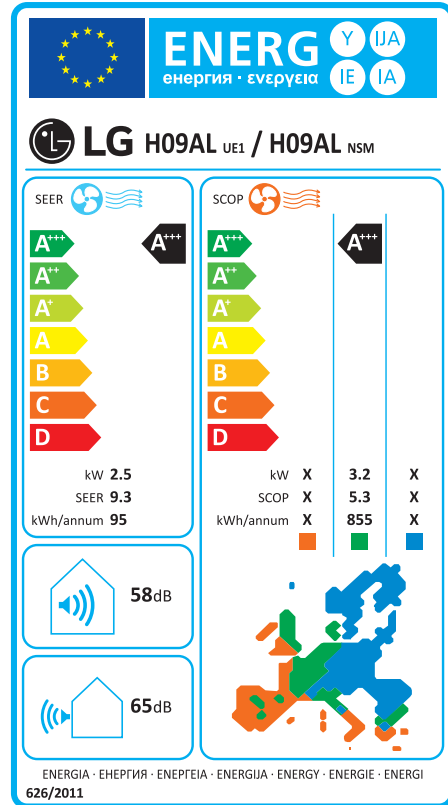 ENERG Y IJA
енергия · ενεργεια IE IA
LG H09AL UE1 / H09AL NSM
SEER
A+++ A+++
A++
A+
A
B
C
D
kW 2.5
SEER 9.3
kWh/annum 95
SCOP
A+++ A+++
A++
A+
A
B
C
D
kW X 3.2 X
SCOP X 5.3 X
kWh/annum X 855 X
58dB
65dB
ENERGIA · ЕНЕРГИЯ · ΕΝΕΡΓΕΙΑ · ENERGIJA · ENERGY · ENERGIE · ENERGI
626/2011